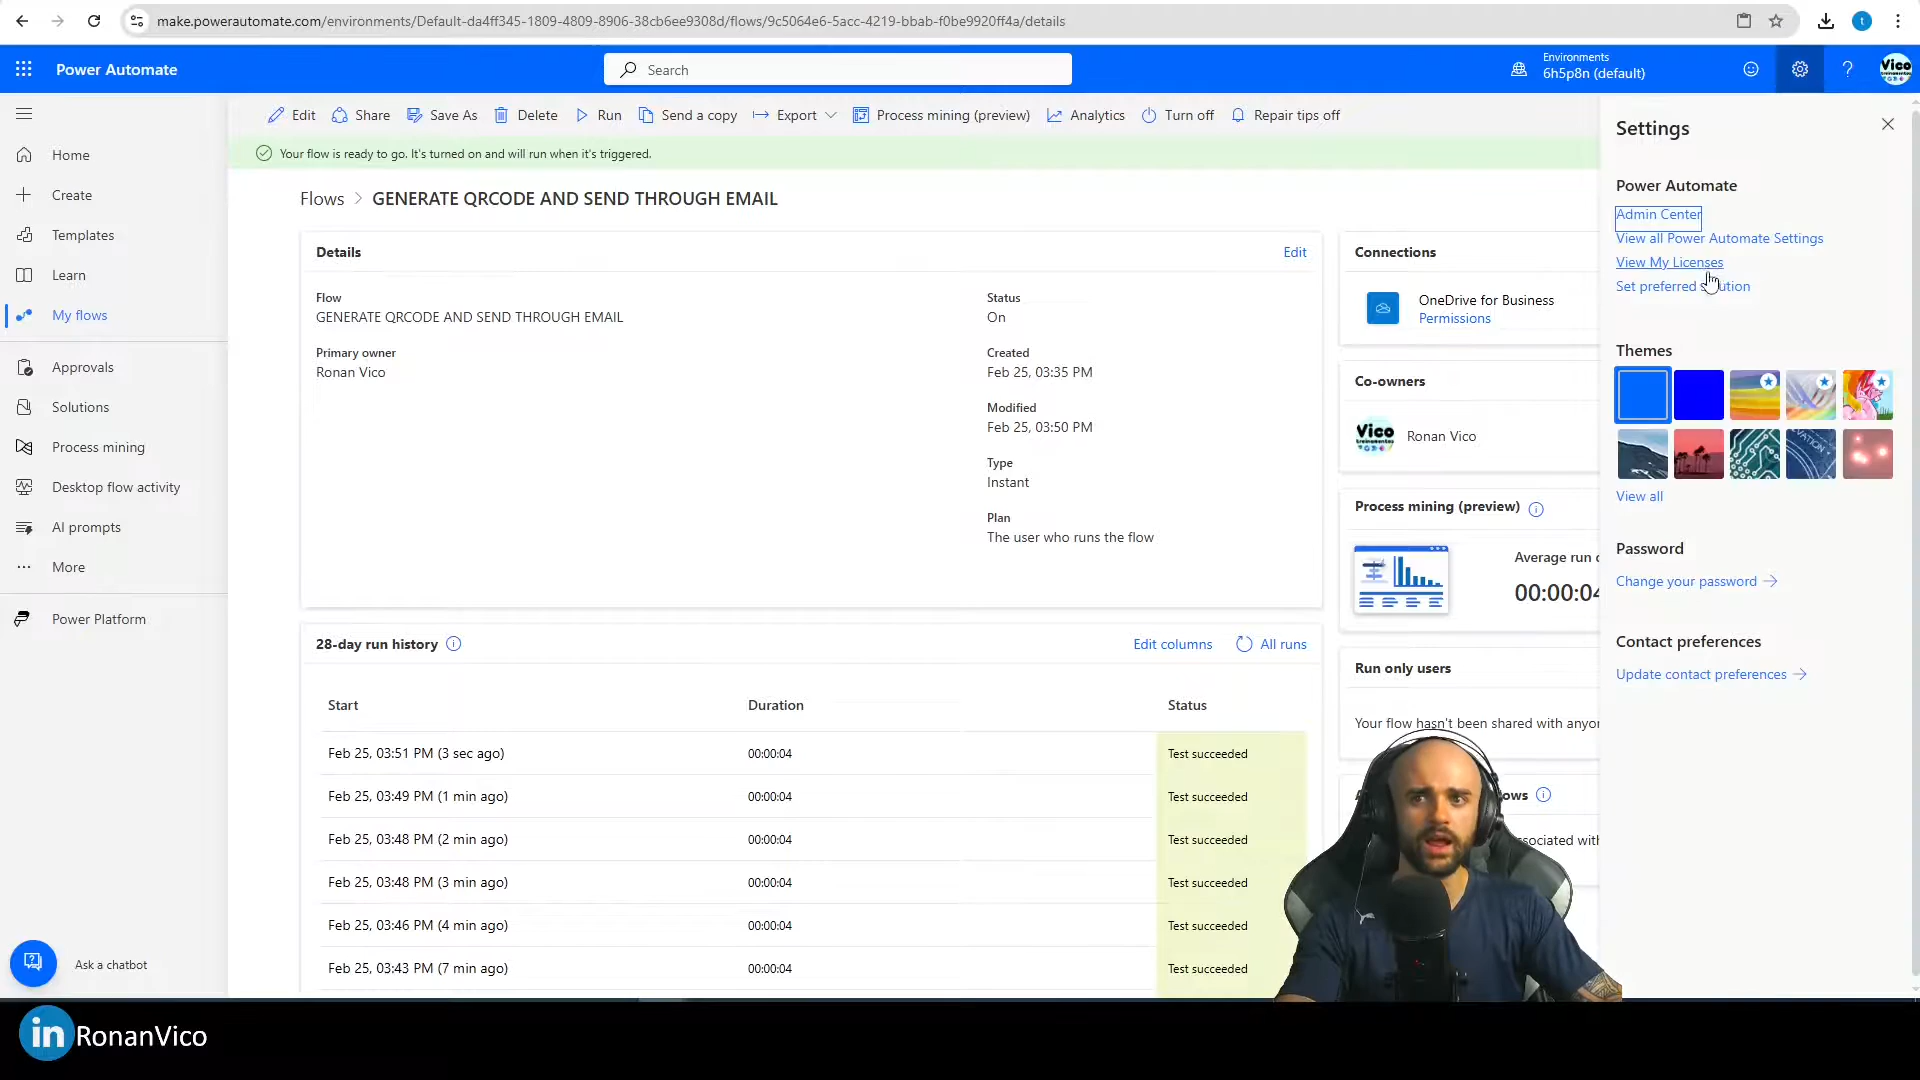 make.powerautomate.com/environments/Default-da4ff345-1809-4809-8906-38cb6ee9308d/flows/9c5064e6-5acc-4219-bbab-f0be9920ff4a/details
t
Power Automate
Search
Environments
6h5p8n (default)
Vico
Edit
Share
Save As
Delete
Run
Send a copy
Export
Process mining (preview)
Analytics
Turn off
Repair tips off
Your flow is ready to go. It's turned on and will run when it's triggered.
Home
Create
Templates
Learn
My flows
Approvals
Solutions
Process mining
Desktop flow activity
AI prompts
More
Power Platform
Ask a chatbot
Flows > GENERATE QRCODE AND SEND THROUGH EMAIL
Details
Edit
Flow
GENERATE QRCODE AND SEND THROUGH EMAIL
Primary owner
Ronan Vico
Status
On
Created
Feb 25, 03:35 PM
Modified
Feb 25, 03:50 PM
Type
Instant
Plan
The user who runs the flow
28-day run history
Edit columns
All runs
Start Duration Status
Feb 25, 03:51 PM (3 sec ago) 00:00:04 Test succeeded
Feb 25, 03:49 PM (1 min ago) 00:00:04 Test succeeded
Feb 25, 03:48 PM (2 min ago) 00:00:04 Test succeeded
Feb 25, 03:48 PM (3 min ago) 00:00:04 Test succeeded
Feb 25, 03:46 PM (4 min ago) 00:00:04 Test succeeded
Feb 25, 03:43 PM (7 min ago) 00:00:04 Test succeeded
Connections
OneDrive for Business
Permissions
Co-owners
Vico
Ronan Vico
Process mining (preview)
Average run
00:00:04
Run only users
Your flow hasn't been shared with
Settings
Power Automate
Admin Center
View all Power Automate Settings
View My Licenses
Set preferred solution
Themes
View all
Password
Change your password
Contact preferences
Update contact preferences
in RonanVico